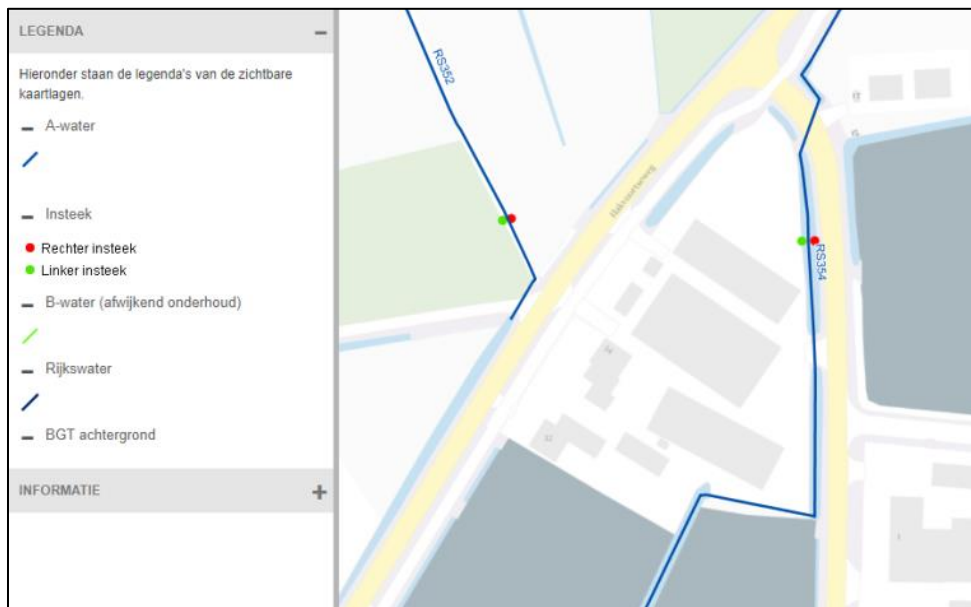 LEGENDA
Hieronder staan de legenda's van de zichtbare
kaartlagen.
A-water
Insteek
Rechter insteek
Linker insteek
B-water (afwijkend onderhoud)
Rijkswater
BGT achtergrond
INFORMATIE
RS352
RS354